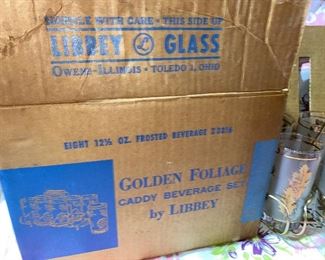 HANDLE WITH CARE • THIS SIDE UP
LIBBEY L GLASS
OWENS-ILLINOIS • TOLEDO 1, OHIO
EIGHT 12½ OZ. FROSTED BEVERAGE
GOLDEN FOLIAGE
CADDY BEVERAGE SET
by LIBBEY